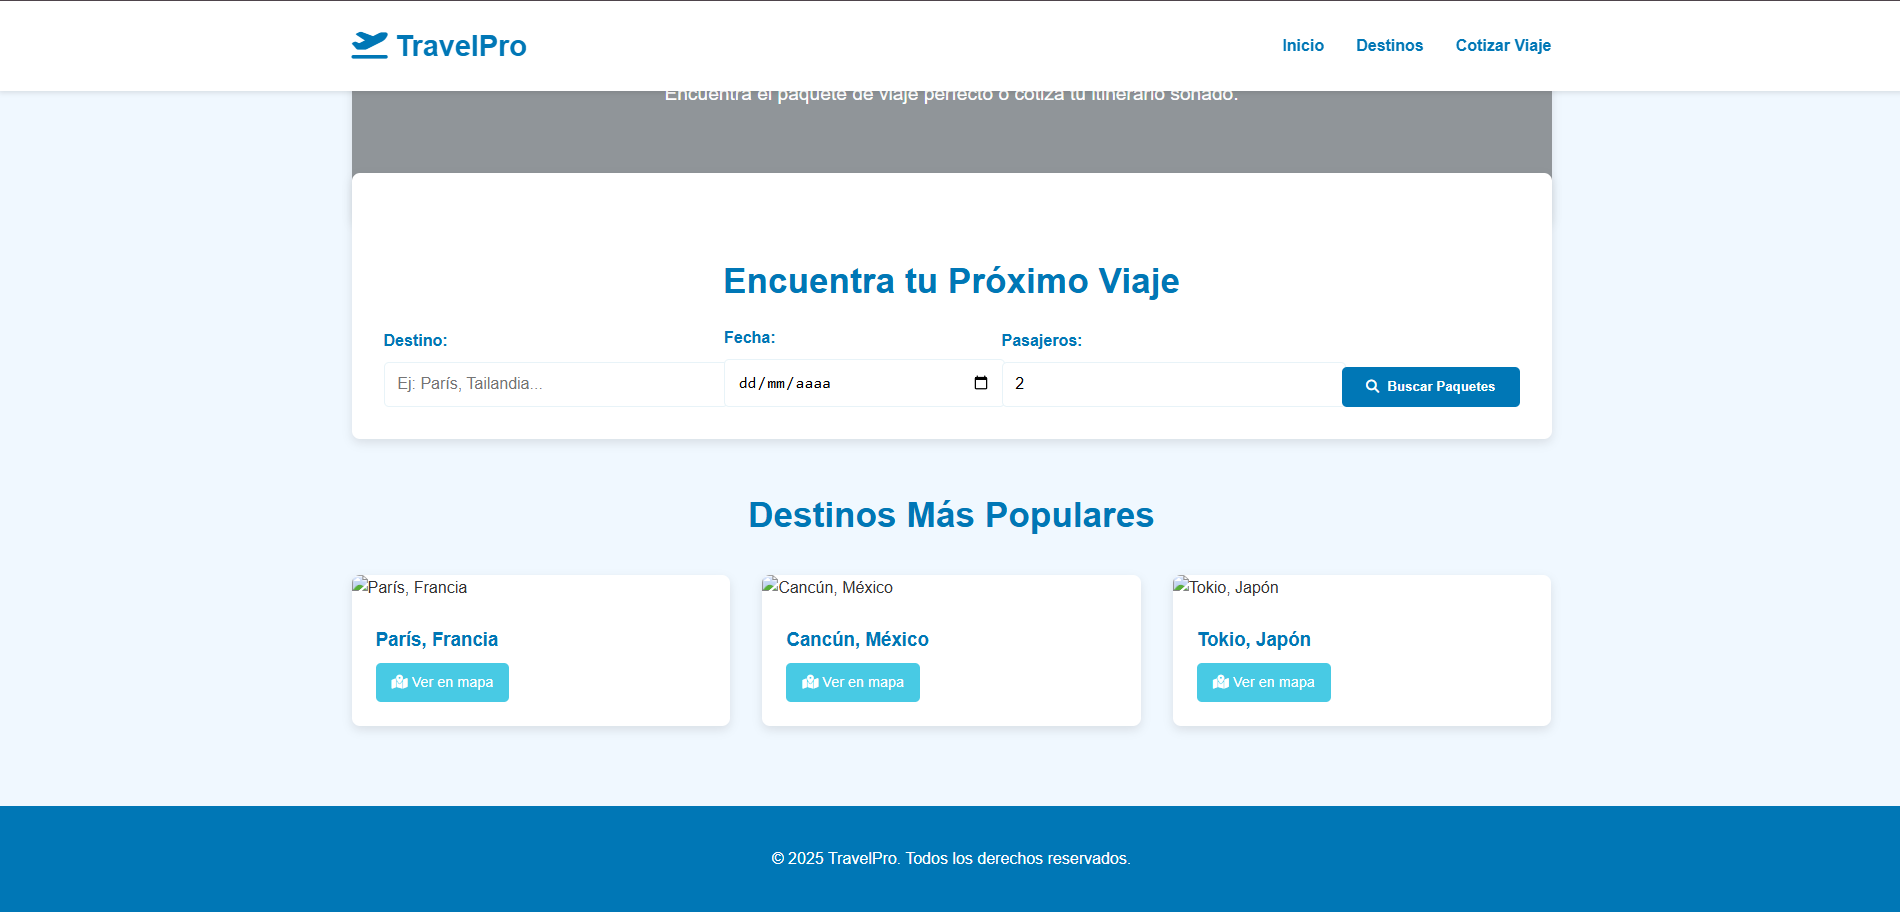 TravelPro
Inicio Destinos Cotizar Viaje
Encuentra el paquete de viaje perfecto o cotiza tu itinerario soñado.
Encuentra tu Próximo Viaje
Destino: Fecha: Pasajeros:
Ej: París, Tailandia... dd/mm/aaaa 2 Buscar Paquetes
Destinos Más Populares
París, Francia Cancún, México Tokio, Japón
París, Francia Cancún, México Tokio, Japón
Ver en mapa Ver en mapa Ver en mapa
© 2025 TravelPro. Todos los derechos reservados.